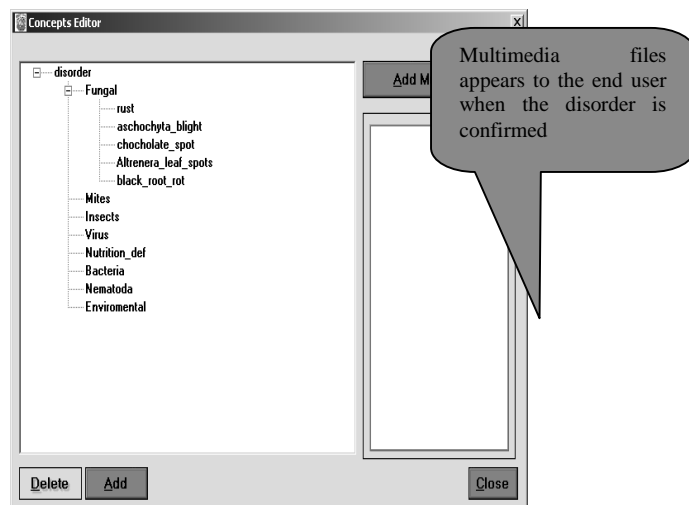 Concepts Editor
X
disorder
Fungal
rust
aschochyta_blight
chocholate_spot
Altrenera_leaf_spots
black_root_rot
Mites
Insects
Virus
Nutrition_def
Bacteria
Nematoda
Enviromental
Add M
Multimedia files
appears to the end user
when the disorder is
confirmed
Delete
Add
Close